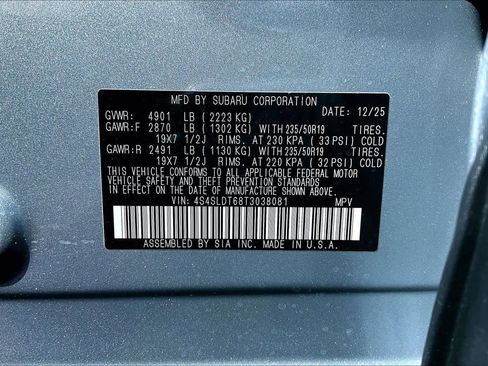 MFD BY SUBARU CORPORATION
GVWR: 4901 LB ( 2223 KG) DATE: 12/25
GAWR:F 2870 LB ( 1302 KG) WITH 235/50R19 TIRES.
19X7 1/2J RIMS. AT 230 KPA ( 33 PSI) COLD
GAWR:R 2491 LB ( 1130 KG) WITH 235/50R19 TIRES.
19X7 1/2J RIMS. AT 220 KPA ( 32 PSI) COLD
THIS VEHICLE CONFORMS TO ALL APPLICABLE FEDERAL MOTOR
VEHICLE SAFETY AND THEFT PREVENTION STANDARDS
IN EFFECT ON THE DATE OF MANUFACTURE SHOWN ABOVE.
VIN: 4S4SLDT68T3038081 MPV
ASSEMBLED BY SIA INC. MADE IN U.S.A.